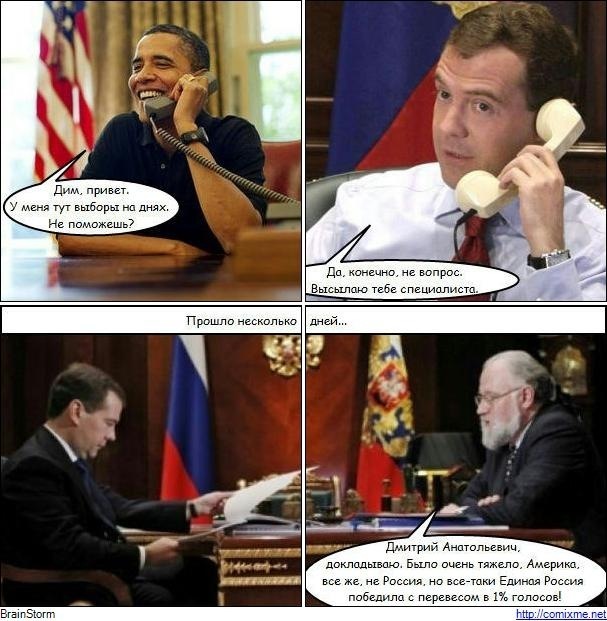 Дим, привет.
У меня тут выборы на днях.
Не поможешь?
Да, конечно, не вопрос.
Высылаю тебе специалиста.
Прошло несколько дней...
Дмитрий Анатольевич,
докладываю. Было очень тяжело, Америка,
все же, не Россия, но все-таки Единая Россия
победила с перевесом в 1% голосов!
BrainStorm
http://comixme.net